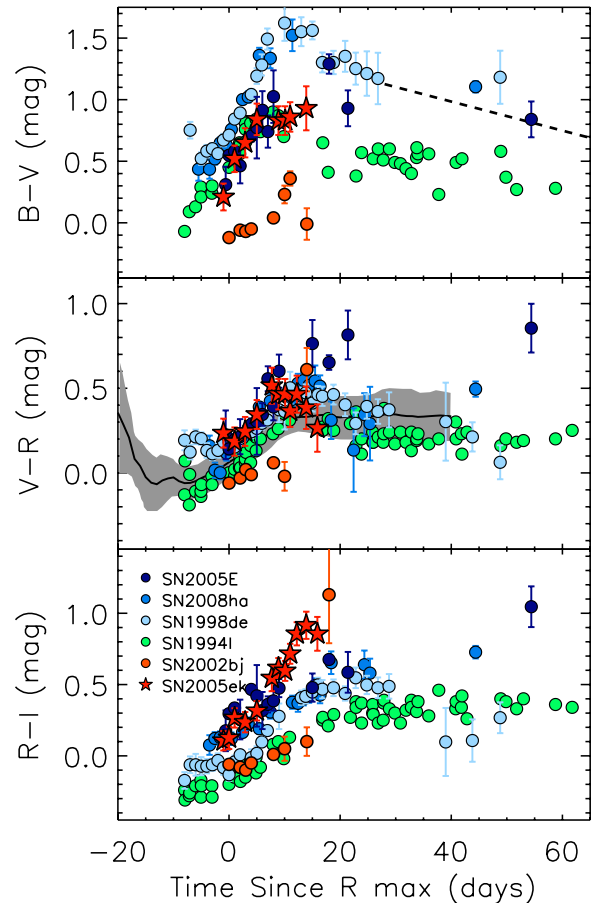 1.5
1.0
0.5
0.0
B−V (mag)
1.0
0.5
0.0
V−R (mag)
SN2005E
SN2008ha
SN1998de
SN1994I
SN2002bj
SN2005ek
1.0
0.5
0.0
R−I (mag)
−20 0 20 40 60
Time Since R max (days)